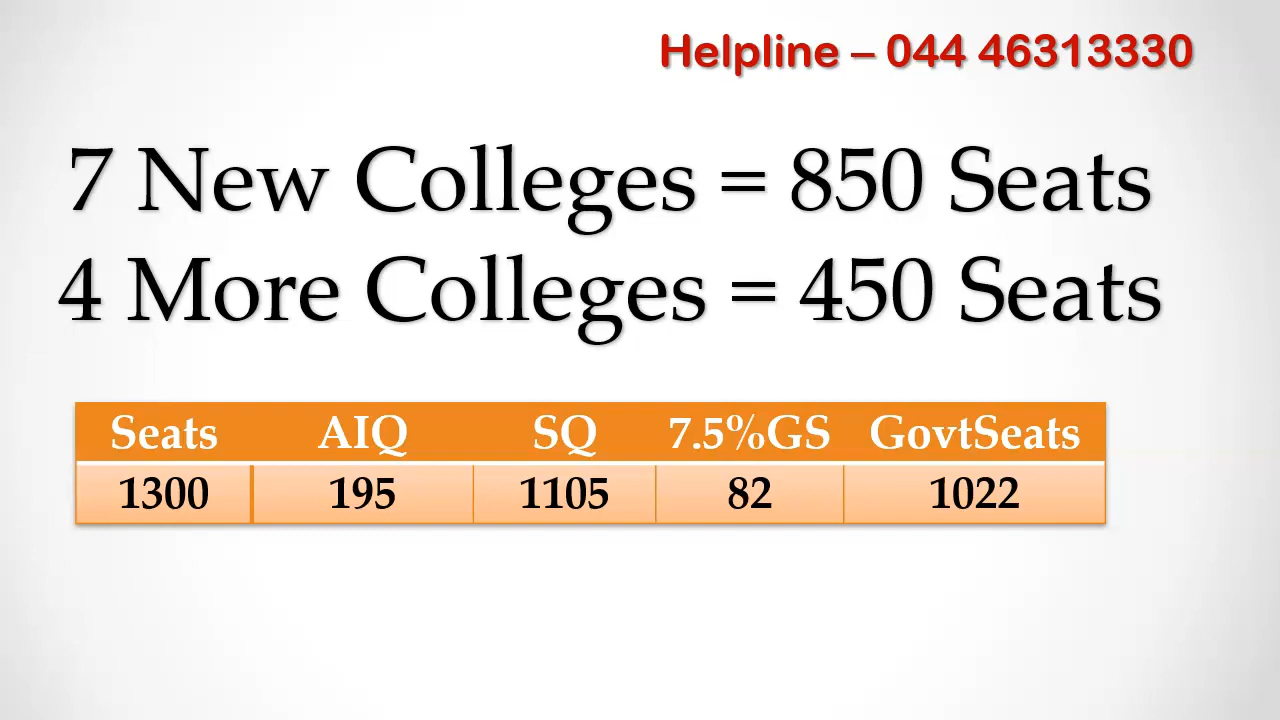 Helpline – 044 46313330
7 New Colleges = 850 Seats
4 More Colleges = 450 Seats
Seats AIQ SQ 7.5%GS GovtSeats
1300 195 1105 82 1022